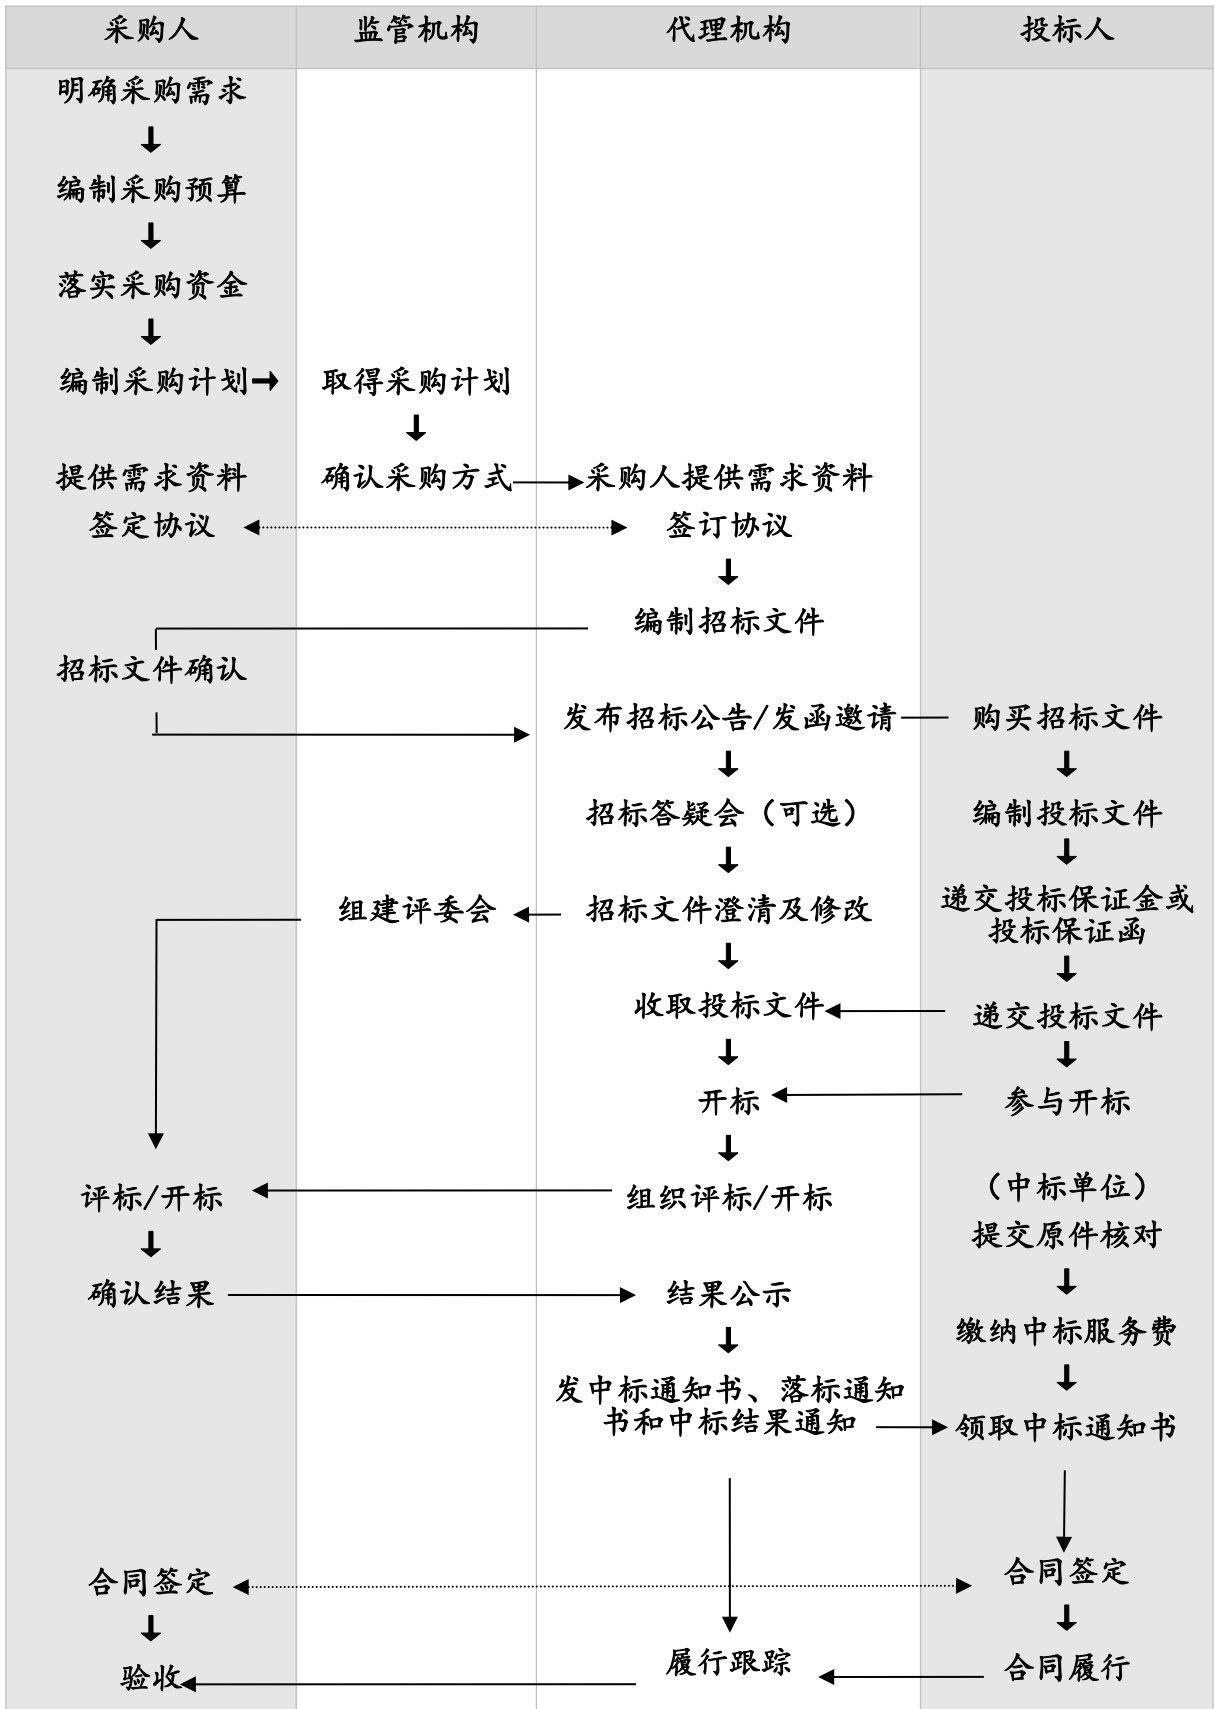 采购人
监管机构
代理机构
投标人
明确采购需求
编制采购预算
落实采购资金
编制采购计划
取得采购计划
提供需求资料
确认采购方式
采购人提供需求资料
签定协议
签订协议
编制招标文件
招标文件确认
发布招标公告/发函邀请
购买招标文件
招标答疑会（可选）
编制投标文件
组建评委会
招标文件澄清及修改
递交投标保证金或
投标保证函
收取投标文件
递交投标文件
开标
参与开标
评标/开标
组织评标/开标
（中标单位）
提交原件核对
确认结果
结果公示
缴纳中标服务费
发中标通知书、落标通知
书和中标结果通知
领取中标通知书
合同签定
合同签定
验收
履行跟踪
合同履行